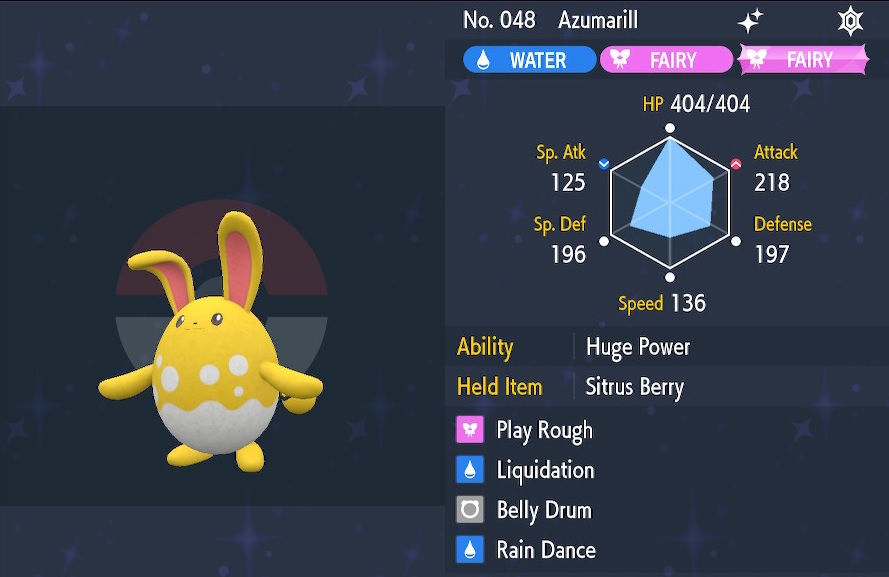 No. 048 Azumarill
WATER FAIRY FAIRY
HP 404/404
Sp. Atk
125
Attack
218
Sp. Def
196
Defense
197
Speed 136
Ability Huge Power
Held Item Sitrus Berry
Play Rough
Liquidation
Belly Drum
Rain Dance